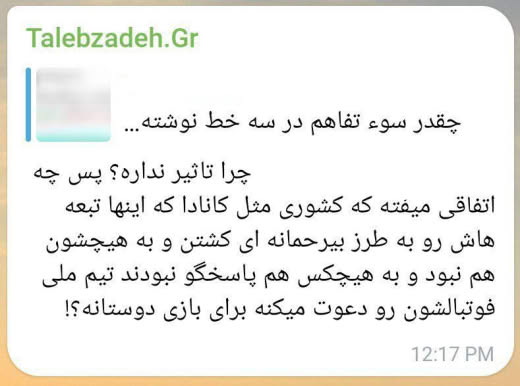 Talebzadeh.Gr
چقدر سوء تفاهم در سه خط نوشته...
چرا تاثیر نداره؟ پس چه
اتفاقی میفته که کشوری مثل کانادا که اینها تبعه
هاش رو به طرز بیرحمانه ای کشتن و به هیچشون
هم نبود و به هیچکس هم پاسخگو نبودند تیم ملی
فوتبالشون رو دعوت میکنه برای بازی دوستانه؟!
12:17 PM